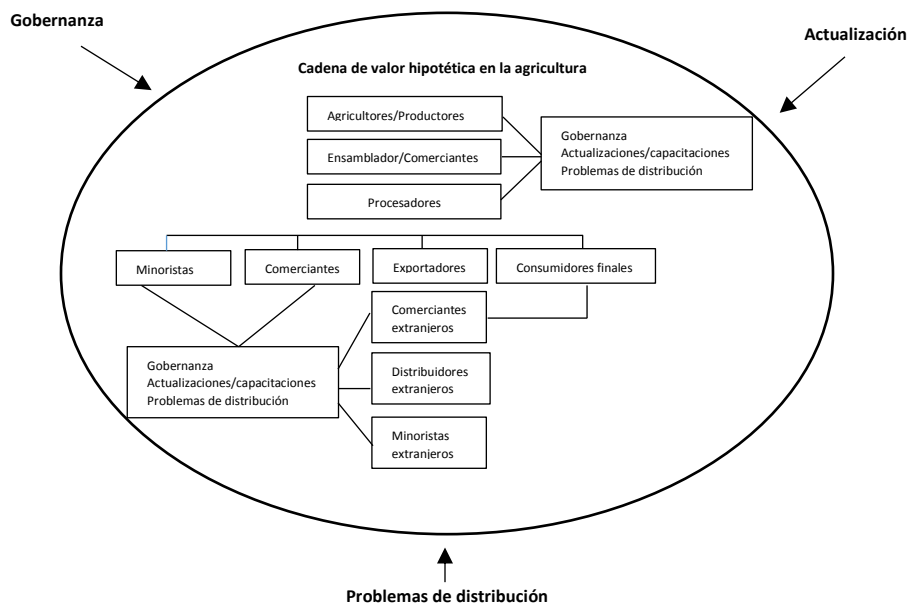 Gobernanza
Actualización
Cadena de valor hipotética en la agricultura
Agricultores/Productores
Ensamblador/Comerciantes
Procesadores
Gobernanza
Actualizaciones/capacitaciones
Problemas de distribución
Minoristas
Comerciantes
Exportadores
Consumidores finales
Comerciantes
extranjeros
Gobernanza
Actualizaciones/capacitaciones
Problemas de distribución
Distribuidores
extranjeros
Minoristas
extranjeros
Problemas de distribución